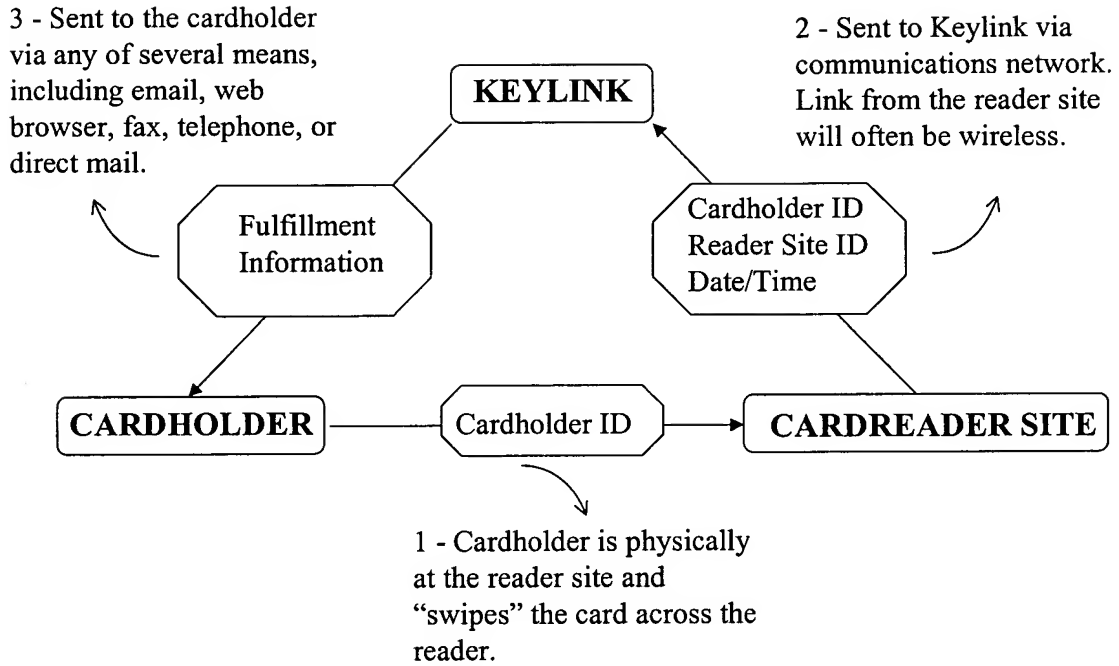 3 - Sent to the cardholder
via any of several means,
including email, web
browser, fax, telephone, or
direct mail.
KEYLINK
2 - Sent to Keylink via
communications network.
Link from the reader site
will often be wireless.
Fulfillment
Information
Cardholder ID
Reader Site ID
Date/Time
CARDHOLDER
Cardholder ID
CARDREADER SITE
1 - Cardholder is physically
at the reader site and
“swipes” the card across the
reader.